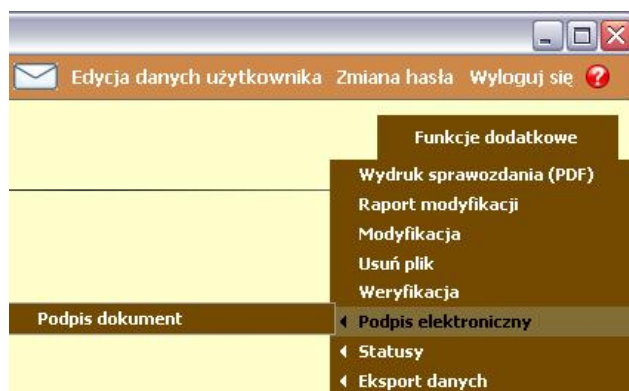 Edycja danych użytkownika Zmiana hasła Wyloguj się ?
Funkcje dodatkowe
Wydruk sprawozdania (PDF)
Raport modyfikacji
Modyfikacja
Usuń plik
Weryfikacja
Podpis dokument
Podpis elektroniczny
Statusy
Eksport danych